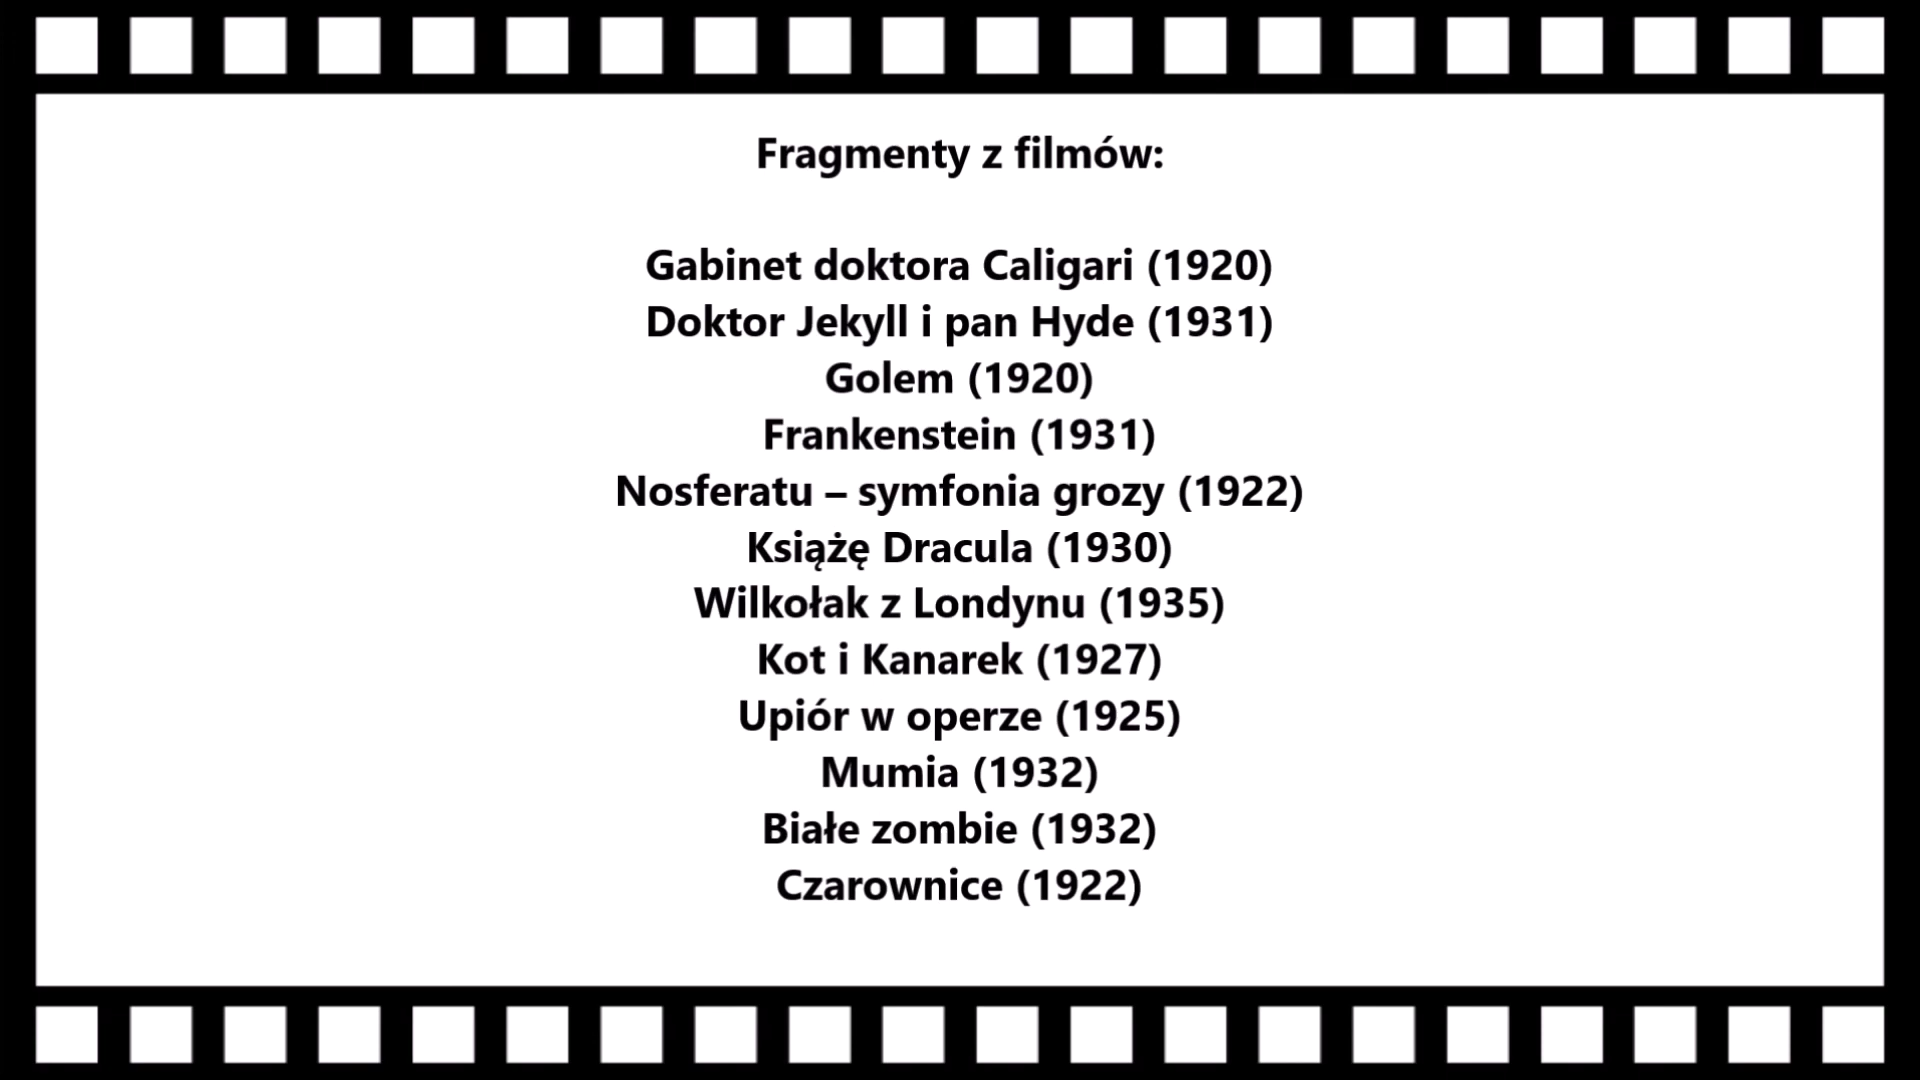 Fragmenty z filmów:
Gabinet doktora Caligari (1920)
Doktor Jekyll i pan Hyde (1931)
Golem (1920)
Frankenstein (1931)
Nosferatu – symfonia grozy (1922)
Książę Dracula (1930)
Wilkołak z Londynu (1935)
Kot i Kanarek (1927)
Upiór w operze (1925)
Mumia (1932)
Białe zombie (1932)
Czarownice (1922)